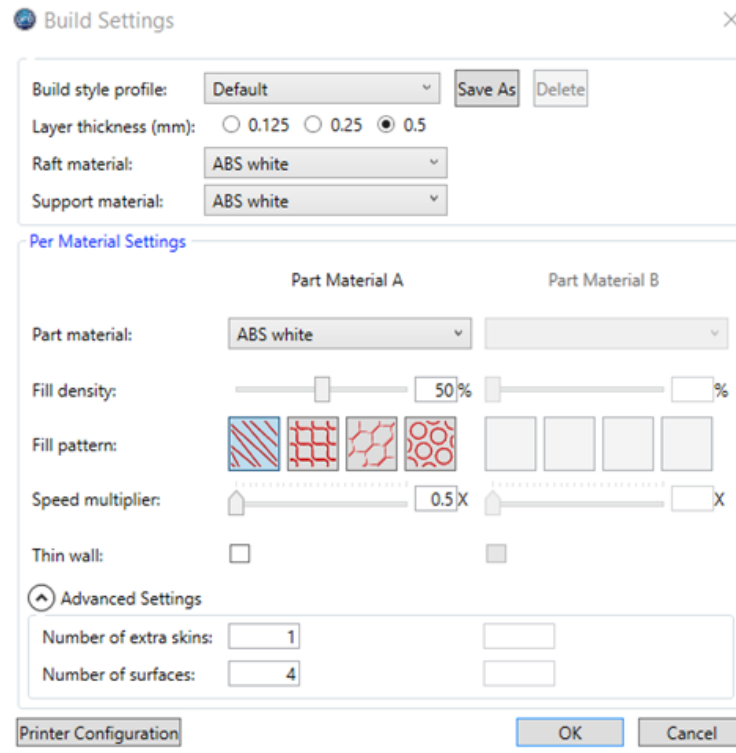 Build Settings
Build style profile: Default Save As Delete
Layer thickness (mm): 0.125 0.25 0.5
Raft material: ABS white
Support material: ABS white
Per Material Settings
Part Material A Part Material B
Part material: ABS white
Fill density: 50 % %
Fill pattern:
Speed multiplier: 0.5 X X
Thin wall:
Advanced Settings
Number of extra skins: 1
Number of surfaces: 4
Printer Configuration OK Cancel